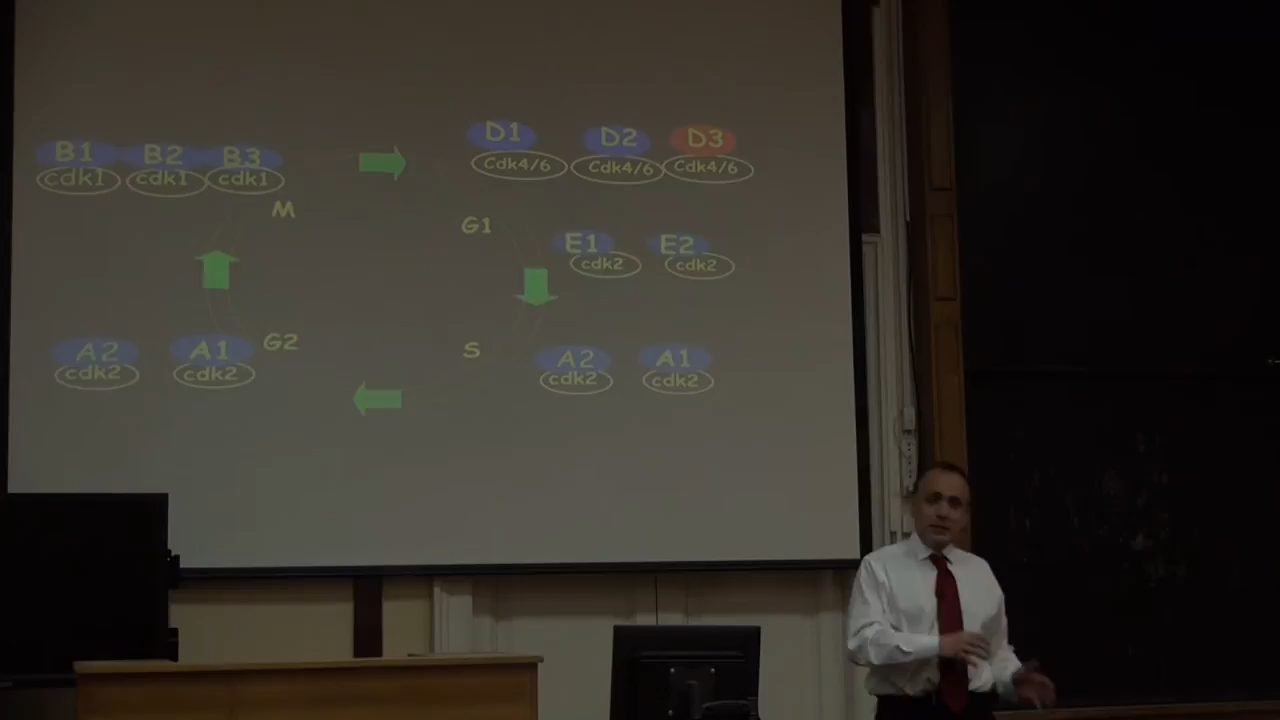 B1 B2 B3
cdk1 cdk1 cdk1
M
D1 D2 D3
Cdk4/6 Cdk4/6 Cdk4/6
G1
E1 E2
cdk2 cdk2
A2 A1
cdk2 cdk2
G2
S
A2 A1
cdk2 cdk2